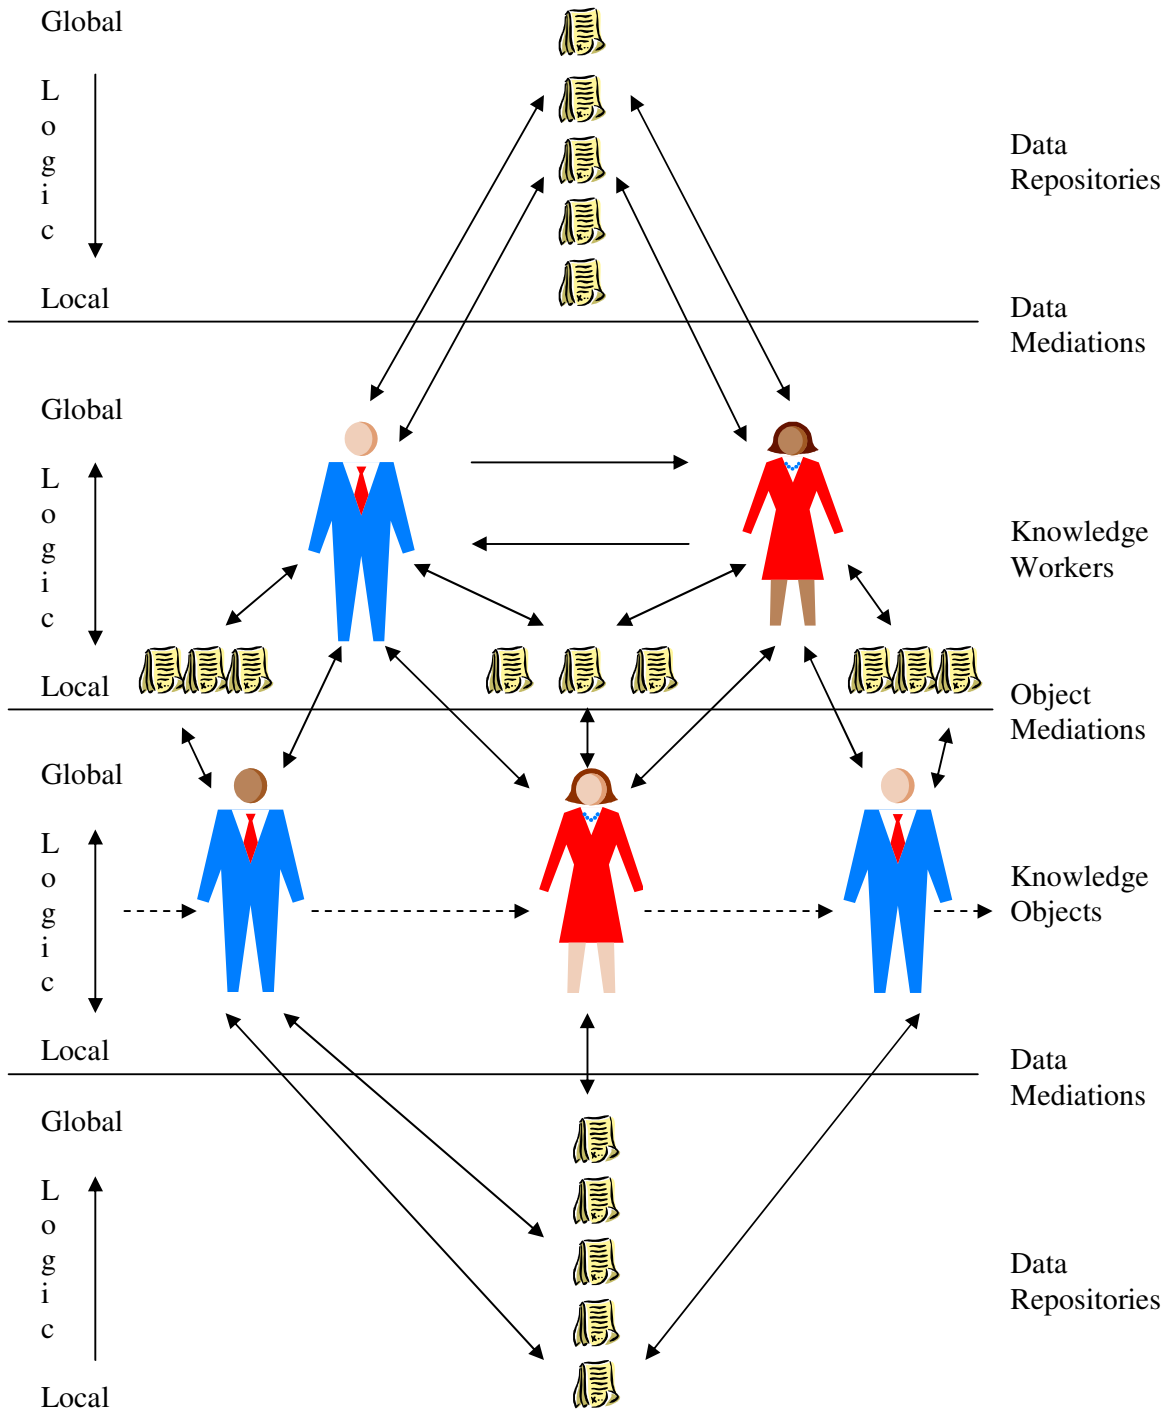 Global
L
o
g
i
c
Local
Data
Repositories
Data
Mediations
Global
L
o
g
i
c
Local
Knowledge
Workers
Object
Mediations
Global
L
o
g
i
c
Local
Knowledge
Objects
Data
Mediations
Global
L
o
g
i
c
Local
Data
Repositories